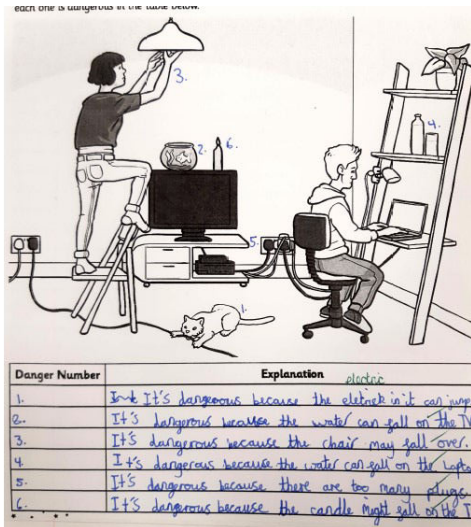 each one is dangerous in the table below.
3.
2.
6.
4.
5.
1.
Danger Number Explanation
electric
1. It's dangeroous because the eletrick in it can jump
2. It's dangerous because the water can fall on the TV
3. It's dangerous because the chair may fall over.
4. It's dangerous because the water can fall on the
5. It's dangerous because there are too many plugs
6. It's dangerous because the candle might fall on the